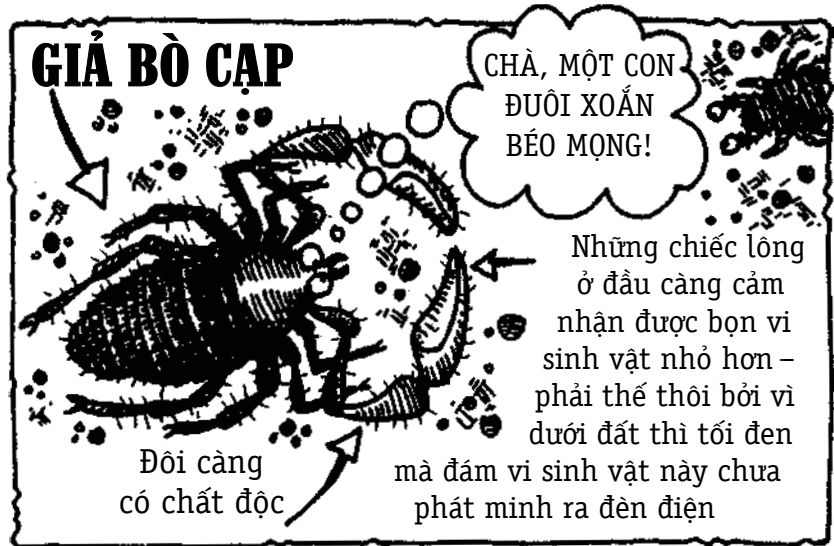 GIẢ BÒ CẠP
CHÀ, MỘT CON
ĐUÔI XOẮN
BÉO MỌNG!
Những chiếc lông
ở đầu càng cảm
nhận được bọn vi
sinh vật nhỏ hơn –
phải thế thôi bởi vì
dưới đất thì tối đen
mà đám vi sinh vật này chưa
phát minh ra đèn điện
Đôi càng
có chất độc